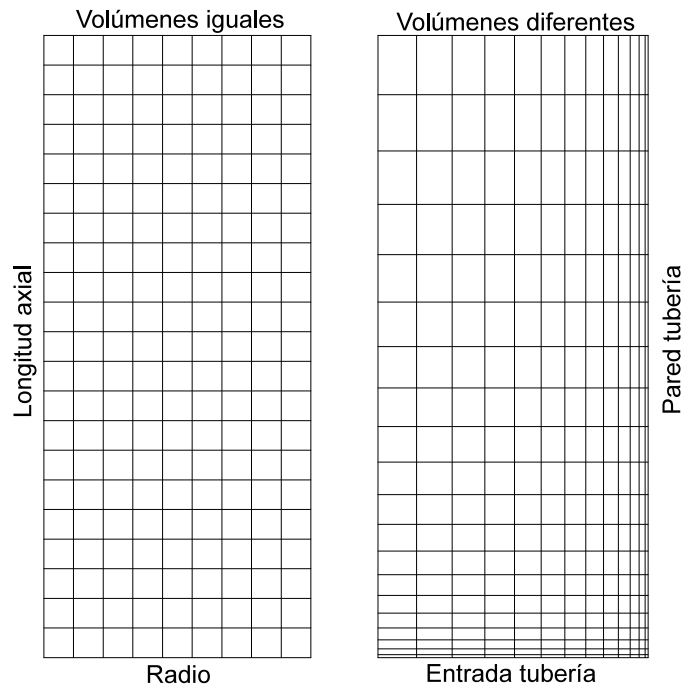 Volúmenes iguales
Volúmenes diferentes
Longitud axial
Pared tubería
Radio
Entrada tubería